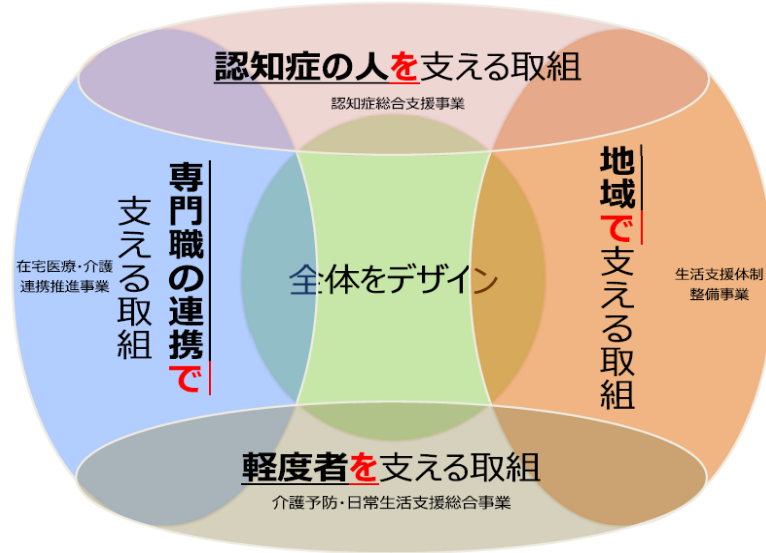 認知症の人を支える取組
認知症総合支援事業
専門職の連携で
支える取組
在宅医療・介護
連携推進事業
全体をデザイン
地域で支える取組
生活支援体制
整備事業
軽度者を支える取組
介護予防・日常生活支援総合事業